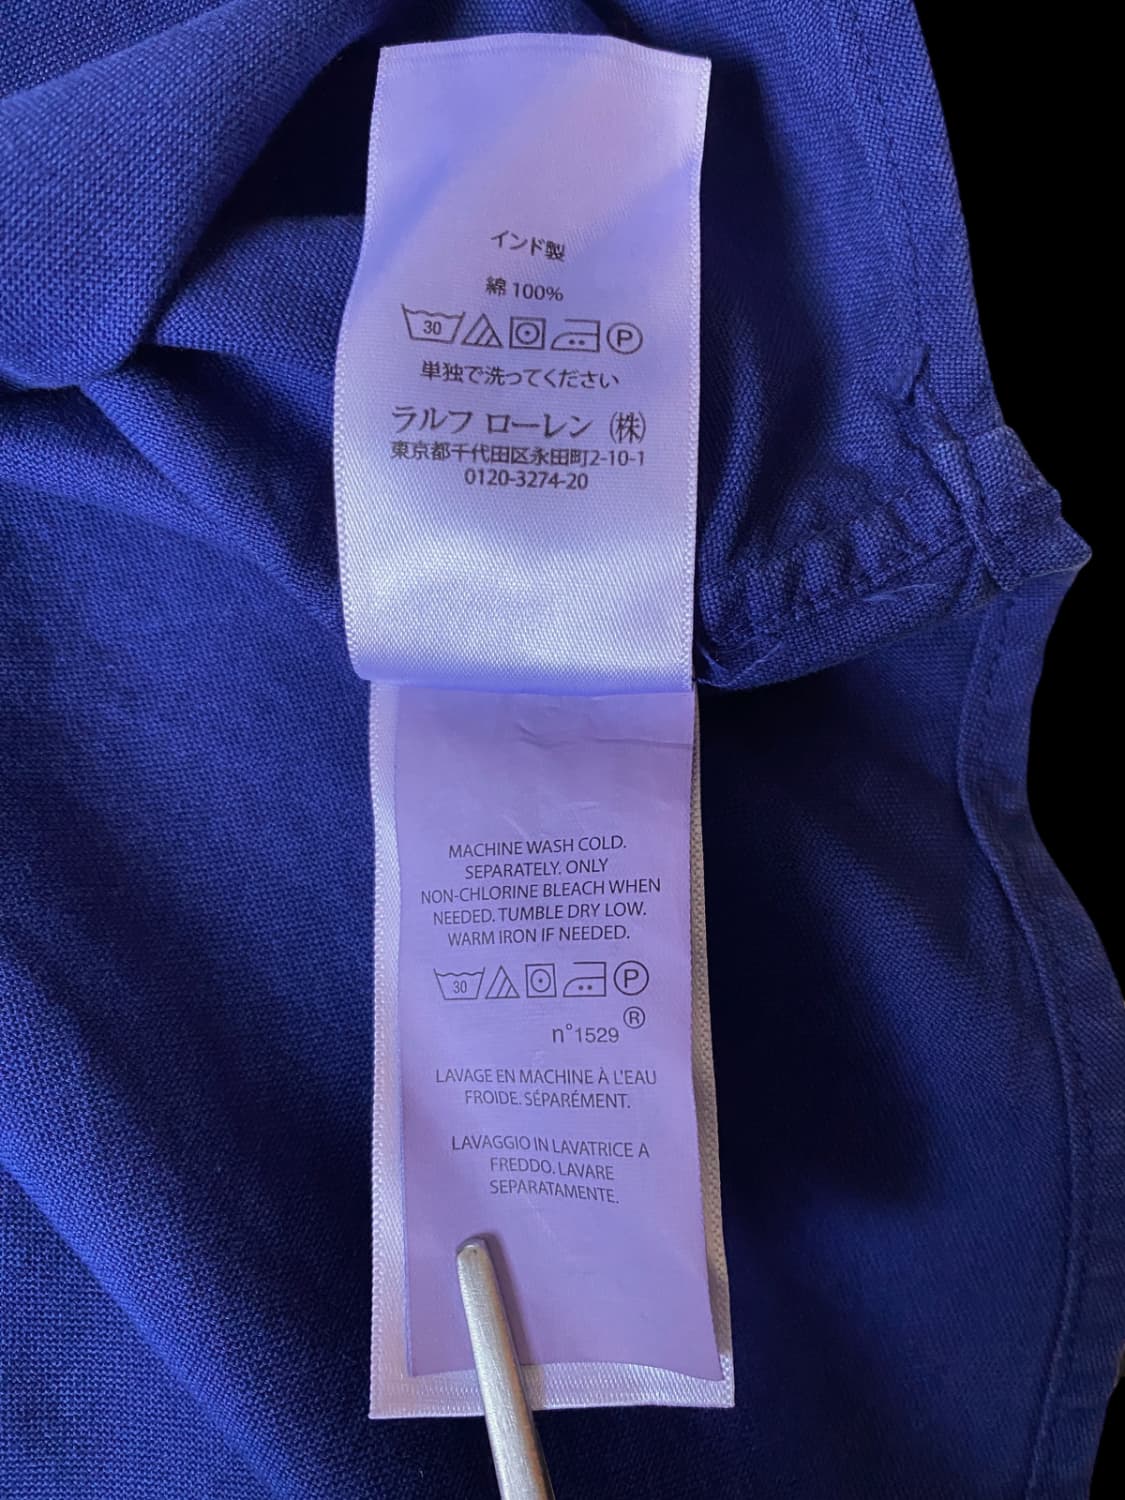 インド製
綿 100%
30 P
単独で洗ってください
ラルフ ローレン (株)
東京都千代田区永田町2-10-1
0120-3274-20
MACHINE WASH COLD.
SEPARATELY. ONLY
NON-CHLORINE BLEACH WHEN
NEEDED. TUMBLE DRY LOW.
WARM IRON IF NEEDED.
30 P
n°1529 ®
LAVAGE EN MACHINE À L'EAU
FROIDE. SÉPARÉMENT.
LAVAGGIO IN LAVATRICE A
FREDDO. LAVARE
SEPARATAMENTE.